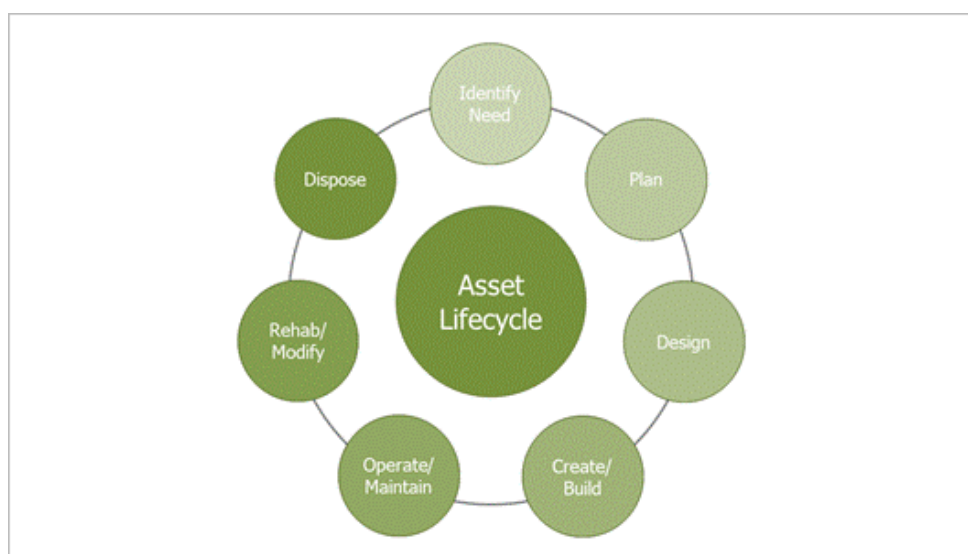 Identify
Need
Plan
Design
Create/
Build
Operate/
Maintain
Rehab/
Modify
Dispose
Asset
Lifecycle